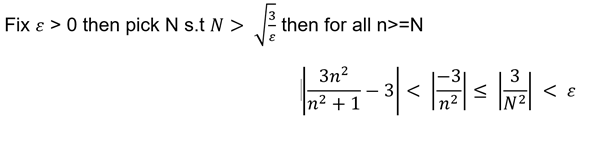 Fix ε > 0 then pick N s.t N > √(3/ε) then for all n>=N
|3n²/(n² + 1) − 3| < |−3/n²| ≤ |3/N²| < ε